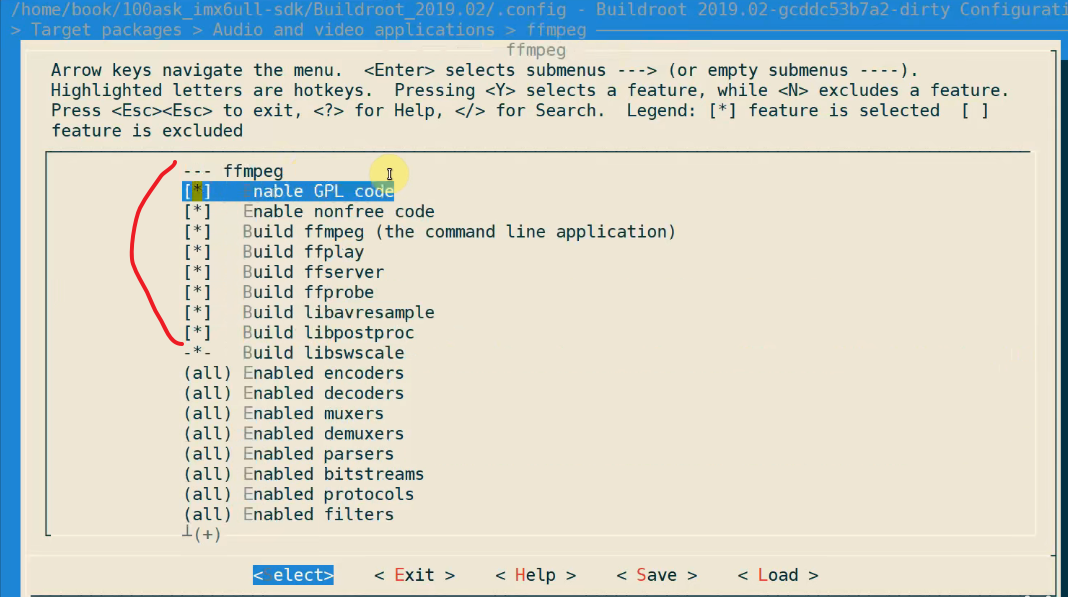 /home/book/100ask_imx6ull-sdk/Buildroot_2019.02/.config - Buildroot 2019.02-gcddc53b7a2-dirty Configurati
> Target packages > Audio and video applications > ffmpeg
ffmpeg
Arrow keys navigate the menu.  <Enter> selects submenus ---> (or empty submenus ----).
Highlighted letters are hotkeys.  Pressing <Y> selects a feature, while <N> excludes a feature.
Press <Esc><Esc> to exit, <?> for Help, </> for Search.  Legend: [*] feature is selected  [ ]
feature is excluded
--- ffmpeg
[*]   Enable GPL code
[*]   Enable nonfree code
[*]   Build ffmpeg (the command line application)
[*]   Build ffplay
[*]   Build ffserver
[*]   Build ffprobe
[*]   Build libavresample
[*]   Build libpostproc
-*-   Build libswscale
(all) Enabled encoders
(all) Enabled decoders
(all) Enabled muxers
(all) Enabled demuxers
(all) Enabled parsers
(all) Enabled bitstreams
(all) Enabled protocols
(all) Enabled filters
┴(+)
<Select>    < Exit >    < Help >    < Save >    < Load >